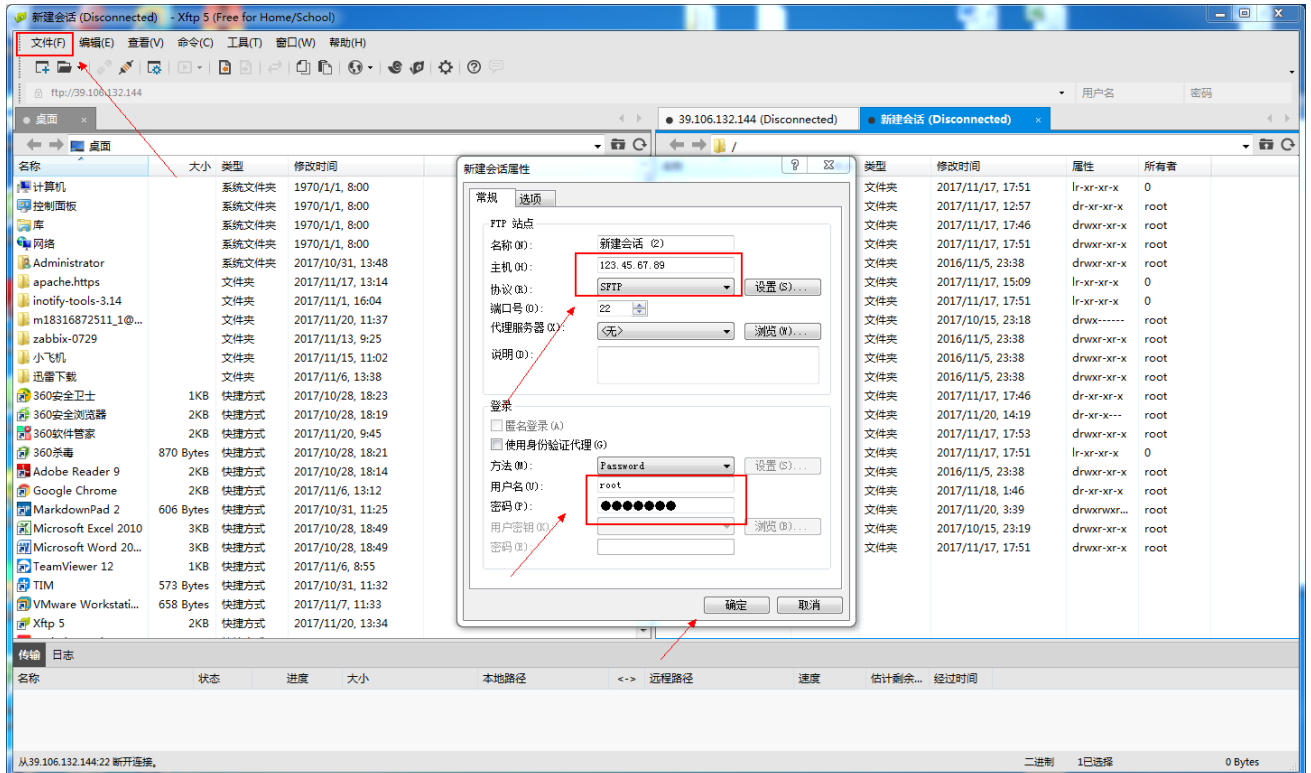 新建会话 (Disconnected) - Xftp 5 (Free for Home/School)
文件(F) 编辑(E) 查看(V) 命令(C) 工具(T) 窗口(W) 帮助(H)
ftp://39.106.132.144 用户名 密码
桌面
39.106.132.144 (Disconnected) 新建会话 (Disconnected)
桌面
/
名称 大小 类型 修改时间
计算机 系统文件夹 1970/1/1, 8:00
控制面板 系统文件夹 1970/1/1, 8:00
库 系统文件夹 1970/1/1, 8:00
网络 系统文件夹 1970/1/1, 8:00
Administrator 系统文件夹 2017/10/31, 13:48
apache.https 文件夹 2017/11/17, 13:14
inotify-tools-3.14 文件夹 2017/11/1, 16:04
m18316872511_1@... 文件夹 2017/11/20, 11:37
zabbix-0729 文件夹 2017/11/13, 9:25
小飞机 文件夹 2017/11/15, 11:02
迅雷下载 文件夹 2017/11/6, 13:38
360安全卫士 1KB 快捷方式 2017/10/28, 18:23
360安全浏览器 2KB 快捷方式 2017/10/28, 18:19
360软件管家 2KB 快捷方式 2017/11/20, 9:45
360杀毒 870 Bytes 快捷方式 2017/10/28, 18:21
Adobe Reader 9 2KB 快捷方式 2017/10/28, 18:14
Google Chrome 2KB 快捷方式 2017/11/6, 13:12
MarkdownPad 2 606 Bytes 快捷方式 2017/10/31, 11:25
Microsoft Excel 2010 3KB 快捷方式 2017/10/28, 18:49
Microsoft Word 20... 3KB 快捷方式 2017/10/28, 18:49
TeamViewer 12 1KB 快捷方式 2017/11/6, 8:55
TIM 573 Bytes 快捷方式 2017/10/31, 11:32
VMware Workstati... 658 Bytes 快捷方式 2017/11/7, 11:33
Xftp 5 2KB 快捷方式 2017/11/20, 13:34
新建会话属性
常规 选项
FTP 站点
名称(N): 新建会话 (2)
主机(H): 123.45.67.89
协议(R): SFTP 设置(S)...
端口号(O): 22
代理服务器(X): <无> 浏览(W)...
说明(D):
登录
匿名登录(A)
使用身份验证代理(G)
方法(M): Password 设置(S)...
用户名(U): root
密码(P): ●●●●●●●
用户密钥(K): 浏览(B)...
密码(E):
确定 取消
类型 修改时间 属性 所有者
文件夹 2017/11/17, 17:51 lr-xr-xr-x 0
文件夹 2017/11/17, 12:57 dr-xr-xr-x root
文件夹 2017/11/17, 17:46 drwxr-xr-x root
文件夹 2017/11/17, 17:51 drwxr-xr-x root
文件夹 2016/11/5, 23:38 drwxr-xr-x root
文件夹 2017/11/17, 15:09 lr-xr-xr-x 0
文件夹 2017/11/17, 17:51 lr-xr-xr-x 0
文件夹 2017/10/15, 23:18 drwx------ root
文件夹 2016/11/5, 23:38 drwxr-xr-x root
文件夹 2016/11/5, 23:38 drwxr-xr-x root
文件夹 2016/11/5, 23:38 drwxr-xr-x root
文件夹 2017/11/17, 17:46 dr-xr-xr-x root
文件夹 2017/11/20, 14:19 dr-xr-x--- root
文件夹 2017/11/17, 17:53 drwxr-xr-x root
文件夹 2017/11/17, 17:51 lr-xr-xr-x 0
文件夹 2016/11/5, 23:38 drwxr-xr-x root
文件夹 2017/11/18, 1:46 dr-xr-xr-x root
文件夹 2017/11/20, 3:39 drwxrwxr... root
文件夹 2017/10/15, 23:19 drwxr-xr-x root
文件夹 2017/11/17, 17:51 drwxr-xr-x root
传输 日志
名称 状态 进度 大小 本地路径 <-> 远程路径 速度 估计剩余... 经过时间
从39.106.132.144:22 断开连接。 二进制 1已选择 0 Bytes